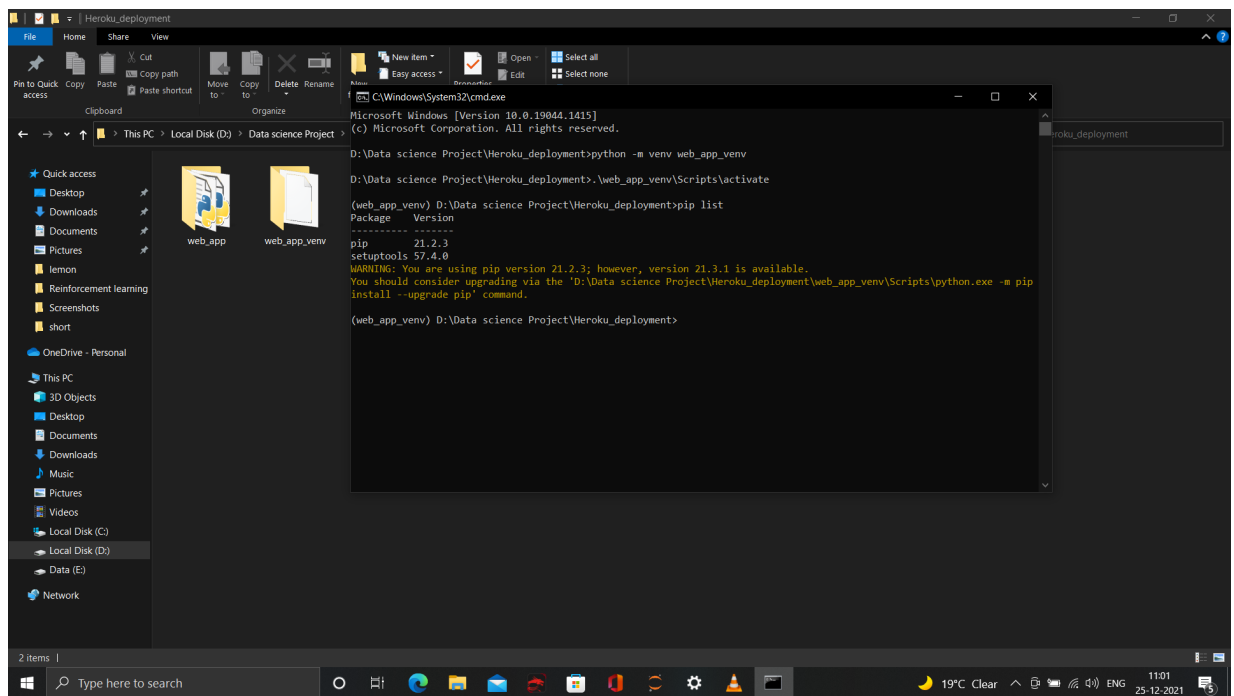 Heroku_deployment
File Home Share View
Pin to Quick access
Copy
Paste
Cut
Copy path
Paste shortcut
Clipboard
Move to
Copy to
Delete
Rename
Organize
New item
Easy access
Properties
Open
Edit
Select all
Select none
This PC > Local Disk (D:) > Data science Project >
Quick access
Desktop
Downloads
Documents
Pictures
lemon
Reinforcement learning
Screenshots
short
OneDrive - Personal
This PC
3D Objects
Desktop
Documents
Downloads
Music
Pictures
Videos
Local Disk (C:)
Local Disk (D:)
Data (E:)
Network
web_app
web_app_venv
C:\Windows\System32\cmd.exe
Microsoft Windows [Version 10.0.19044.1415]
(c) Microsoft Corporation. All rights reserved.
D:\Data science Project\Heroku_deployment>python -m venv web_app_venv
D:\Data science Project\Heroku_deployment>.\web_app_venv\Scripts\activate
(web_app_venv) D:\Data science Project\Heroku_deployment>pip list
Package    Version
---------- -------
pip        21.2.3
setuptools 57.4.0
WARNING: You are using pip version 21.2.3; however, version 21.3.1 is available.
You should consider upgrading via the 'D:\Data science Project\Heroku_deployment\web_app_venv\Scripts\python.exe -m pip
install --upgrade pip' command.
(web_app_venv) D:\Data science Project\Heroku_deployment>
2 items
Type here to search
19°C Clear
ENG
11:01
25-12-2021